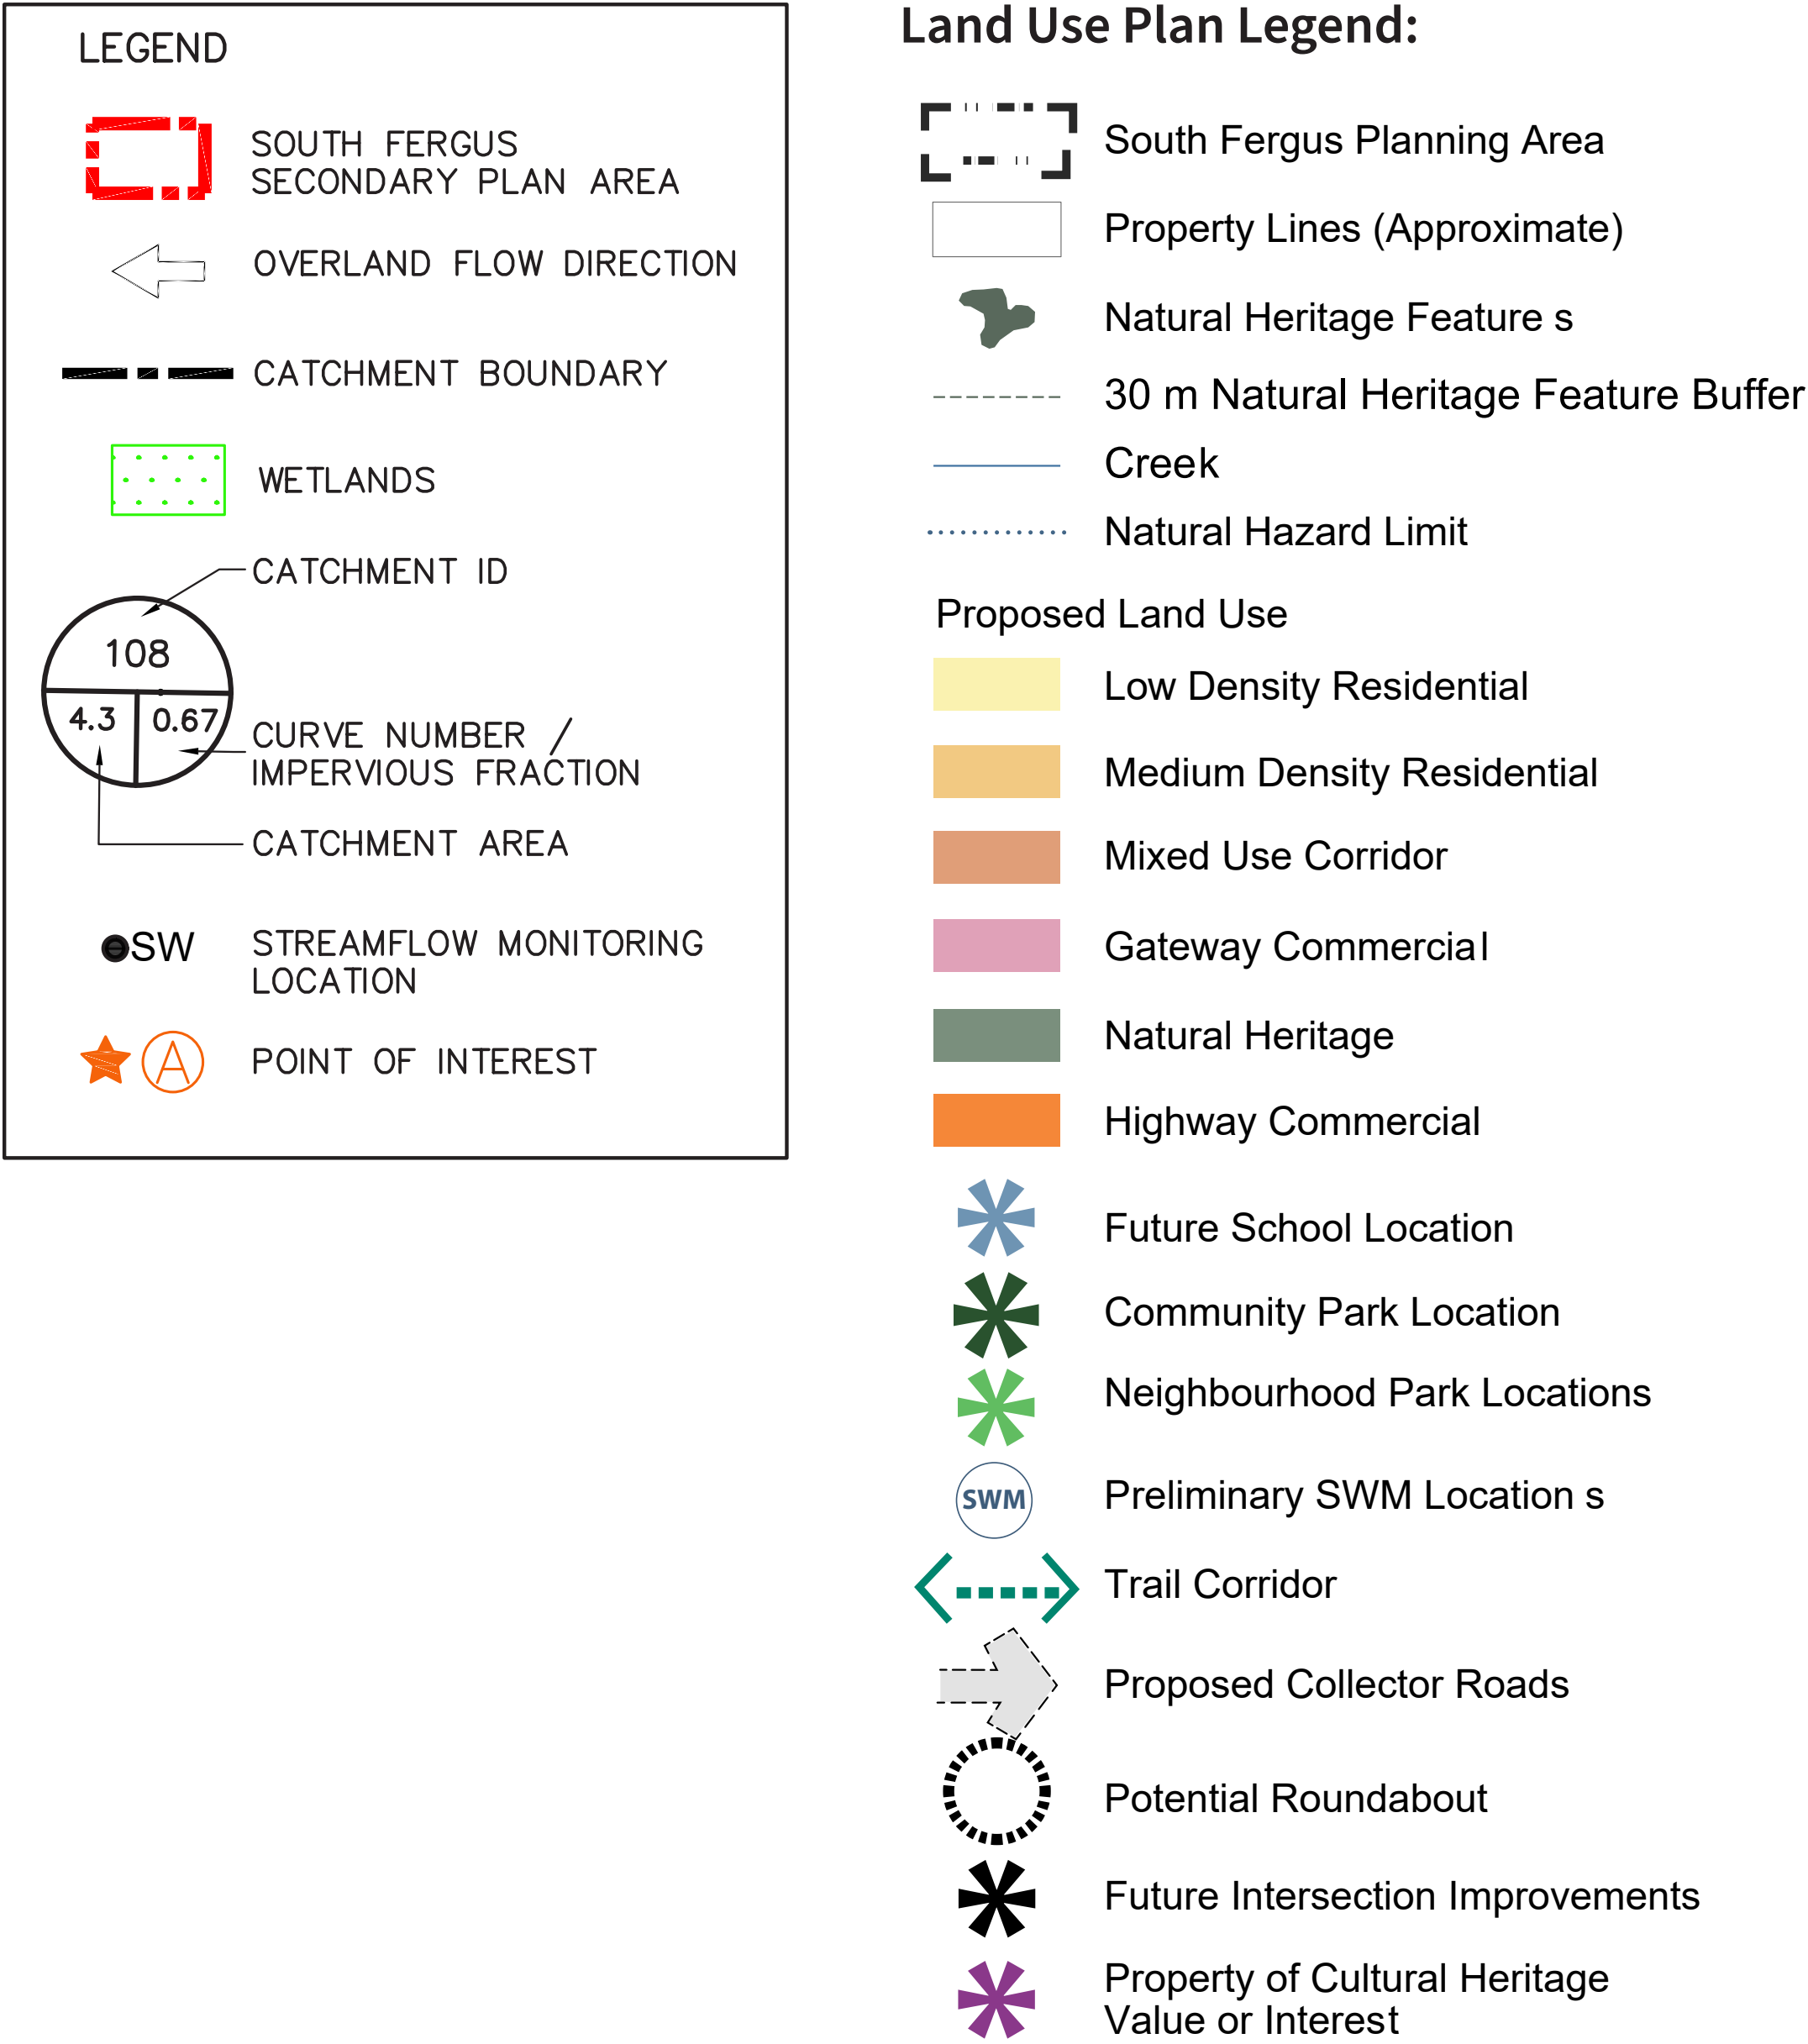 LEGEND
SOUTH FERGUS
SECONDARY PLAN AREA
OVERLAND FLOW DIRECTION
CATCHMENT BOUNDARY
WETLANDS
CATCHMENT ID
108
4.3
0.67
CURVE NUMBER /
IMPERVIOUS FRACTION
CATCHMENT AREA
SW
STREAMFLOW MONITORING
LOCATION
A
POINT OF INTEREST
Land Use Plan Legend:
South Fergus Planning Area
Property Lines (Approximate)
Natural Heritage Feature s
30 m Natural Heritage Feature Buffer
Creek
Natural Hazard Limit
Proposed Land Use
Low Density Residential
Medium Density Residential
Mixed Use Corridor
Gateway Commercial
Natural Heritage
Highway Commercial
Future School Location
Community Park Location
Neighbourhood Park Locations
SWM
Preliminary SWM Location s
Trail Corridor
Proposed Collector Roads
Potential Roundabout
Future Intersection Improvements
Property of Cultural Heritage
Value or Interest